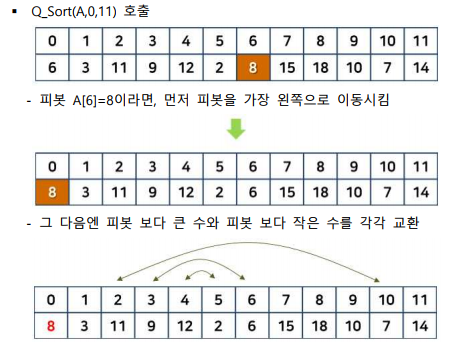 ▪ Q_Sort(A,0,11) 호출
0 1 2 3 4 5 6 7 8 9 10 11
6 3 11 9 12 2 8 15 18 10 7 14
- 피봇 A[6]=8이라면, 먼저 피봇을 가장 왼쪽으로 이동시킴
0 1 2 3 4 5 6 7 8 9 10 11
8 3 11 9 12 2 6 15 18 10 7 14
- 그 다음엔 피봇 보다 큰 수와 피봇 보다 작은 수를 각각 교환
0 1 2 3 4 5 6 7 8 9 10 11
8 3 11 9 12 2 6 15 18 10 7 14